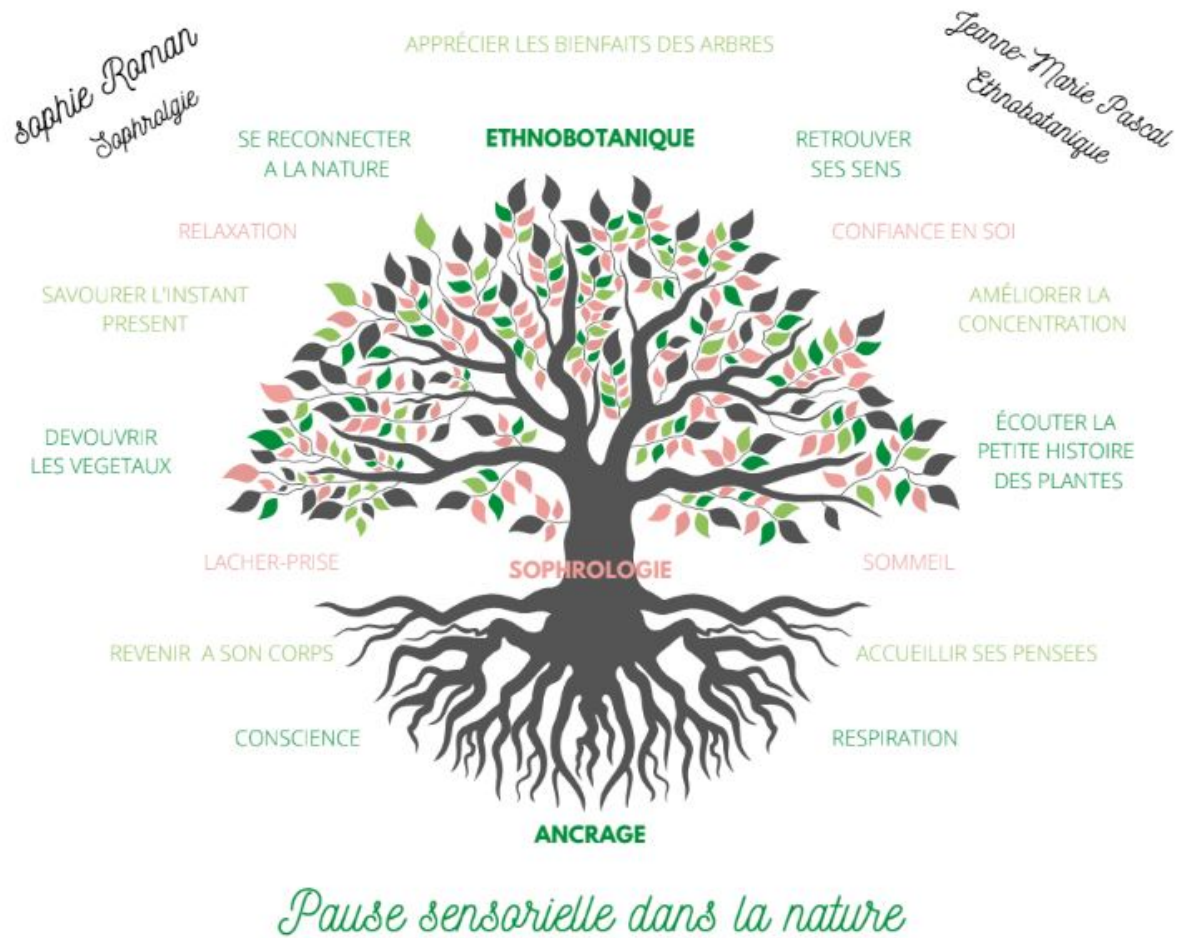 sophie Roman
Sophrolgie
APPRÉCIER LES BIENFAITS DES ARBRES
Jeanne-Marie Pascal
Ethnobotanique
SE RECONNECTER
A LA NATURE
ETHNOBOTANIQUE
RETROUVER
SES SENS
RELAXATION
CONFIANCE EN SOI
SAVOURER L'INSTANT
PRESENT
AMÉLIORER LA
CONCENTRATION
DEVOUVRIR
LES VEGETAUX
ÉCOUTER LA
PETITE HISTOIRE
DES PLANTES
LACHER-PRISE
SOPHROLOGIE
SOMMEIL
REVENIR A SON CORPS
ACCUEILLIR SES PENSEES
CONSCIENCE
RESPIRATION
ANCRAGE
Pause sensorielle dans la nature